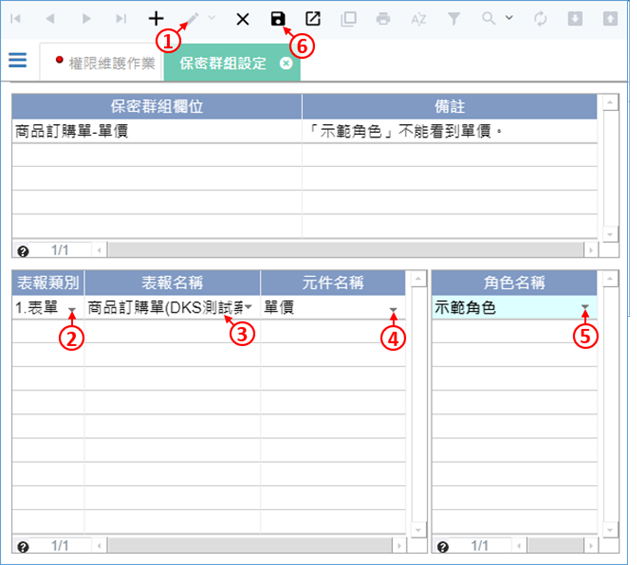 ① ⑥
權限維護作業 保密群組設定
保密群組欄位 備註
商品訂購單-單價 「示範角色」不能看到單價。
1/1
表報類別 表報名稱 元件名稱 角色名稱
1.表單 商品訂購單(DKS測試 單價 示範角色
② ③ ④ ⑤
1/1 1/1